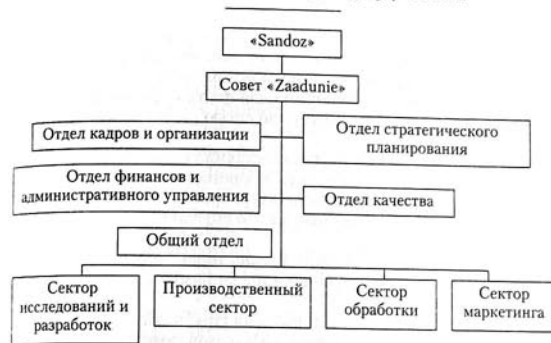 «Sandoz»
Совет «Zaadunie»
Отдел кадров и организации
Отдел стратегического
планирования
Отдел финансов и
административного управления
Отдел качества
Общий отдел
Сектор
исследований и
разработок
Производственный
сектор
Сектор
обработки
Сектор
маркетинга